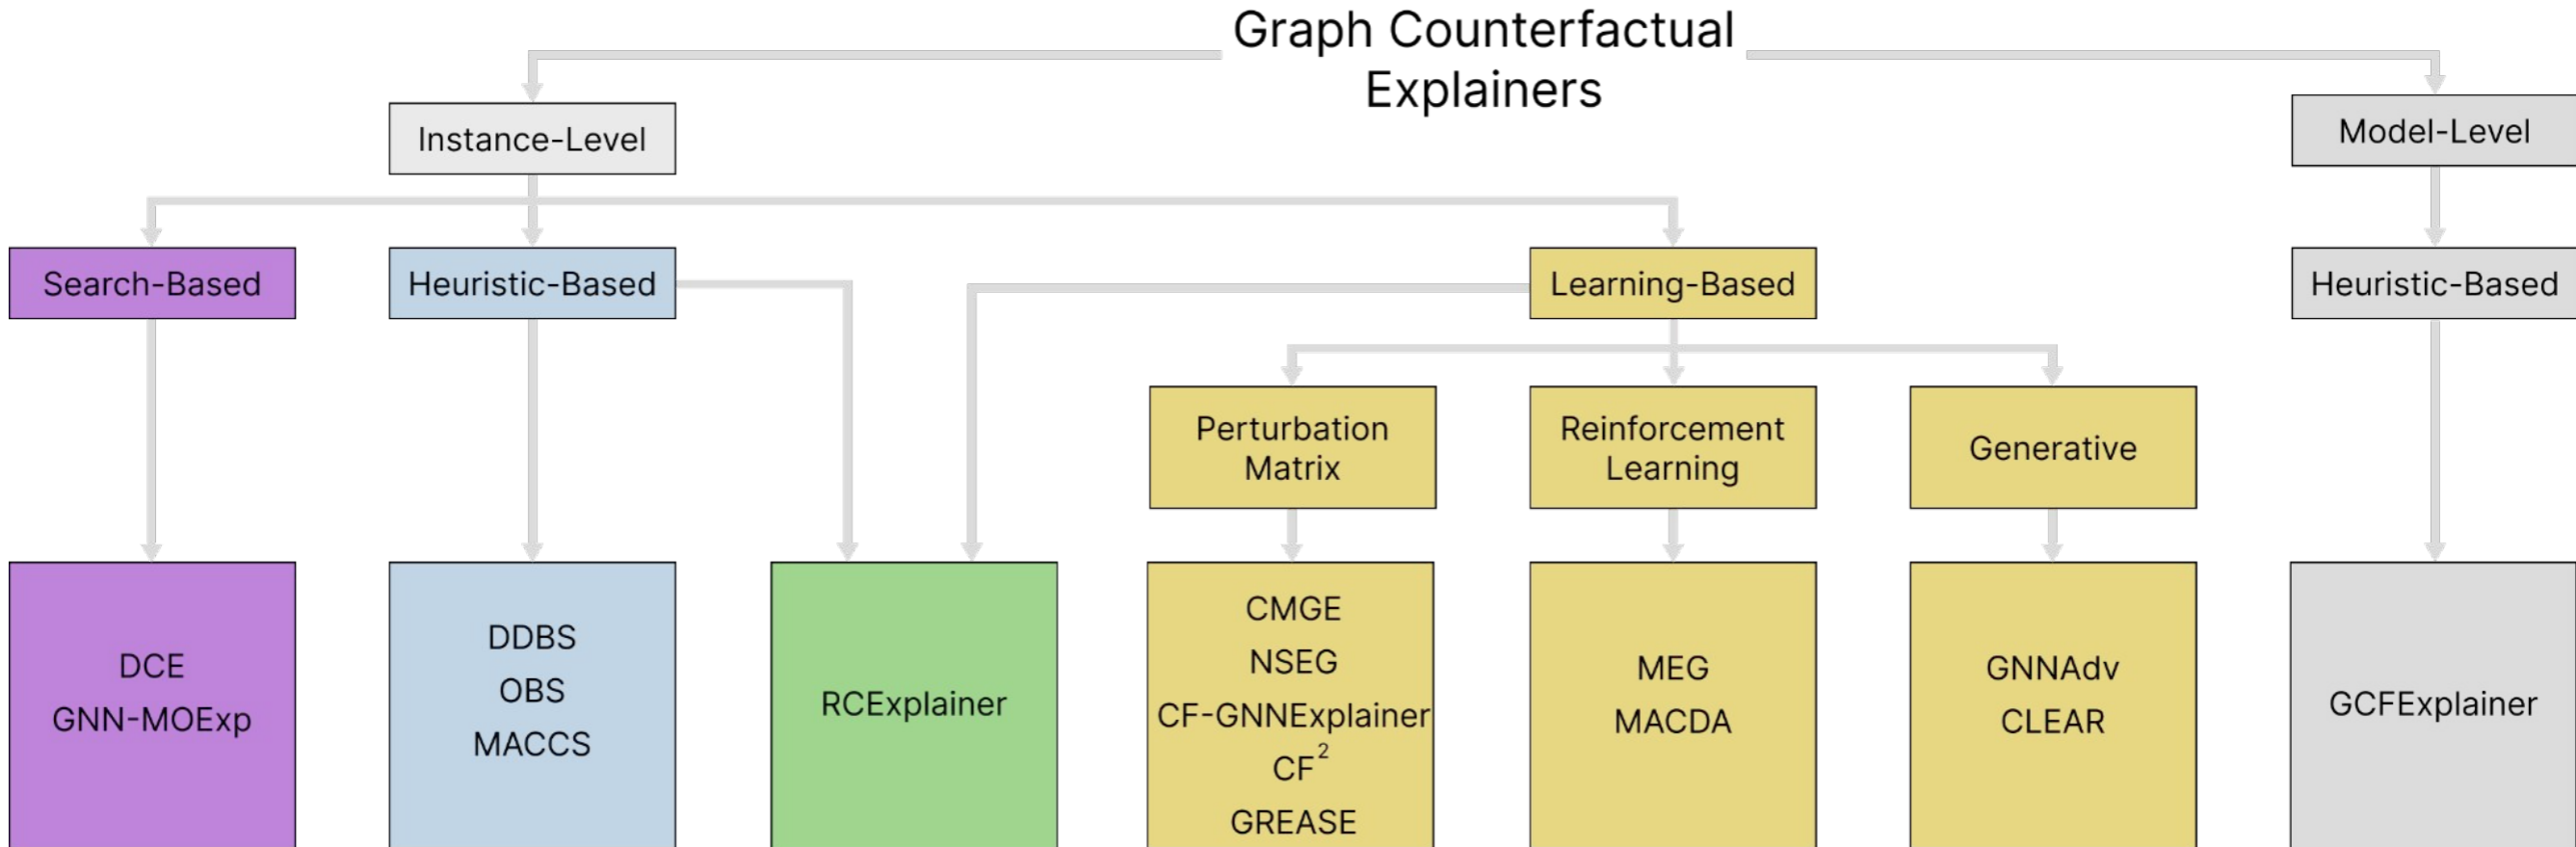 Graph Counterfactual
Explainers
Instance-Level
Model-Level
Search-Based
Heuristic-Based
Learning-Based
Heuristic-Based
Perturbation
Matrix
Reinforcement
Learning
Generative
DCE
GNN-MOExp
DDBS
OBS
MACCS
RCExplainer
CMGE
NSEG
CF-GNNExplainer
CF²
GREASE
MEG
MACDA
GNNAdv
CLEAR
GCFExplainer